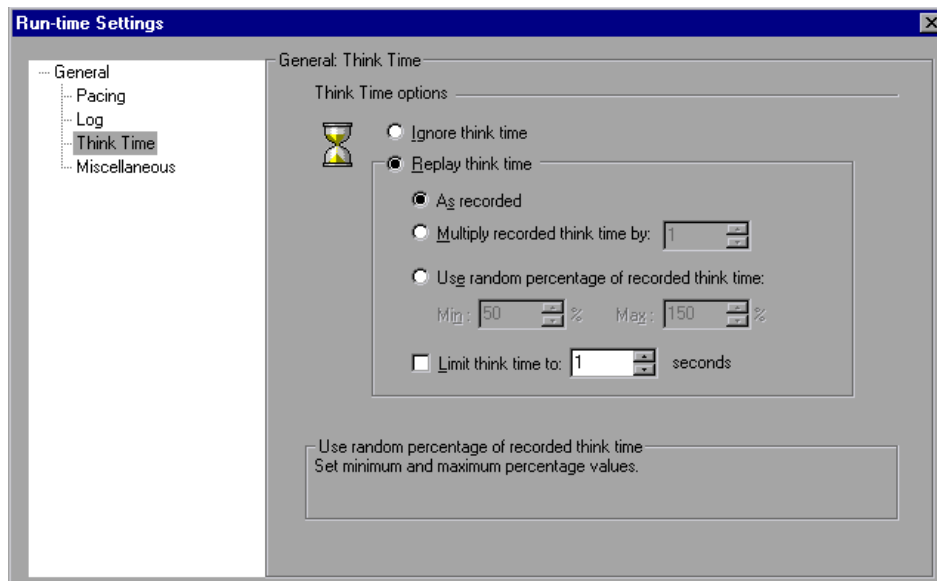 Run-time Settings
General
Pacing
Log
Think Time
Miscellaneous
General: Think Time
Think Time options
Ignore think time
Replay think time
As recorded
Multiply recorded think time by: 1
Use random percentage of recorded think time:
Min: 50 % Max: 150 %
Limit think time to: 1 seconds
Use random percentage of recorded think time
Set minimum and maximum percentage values.